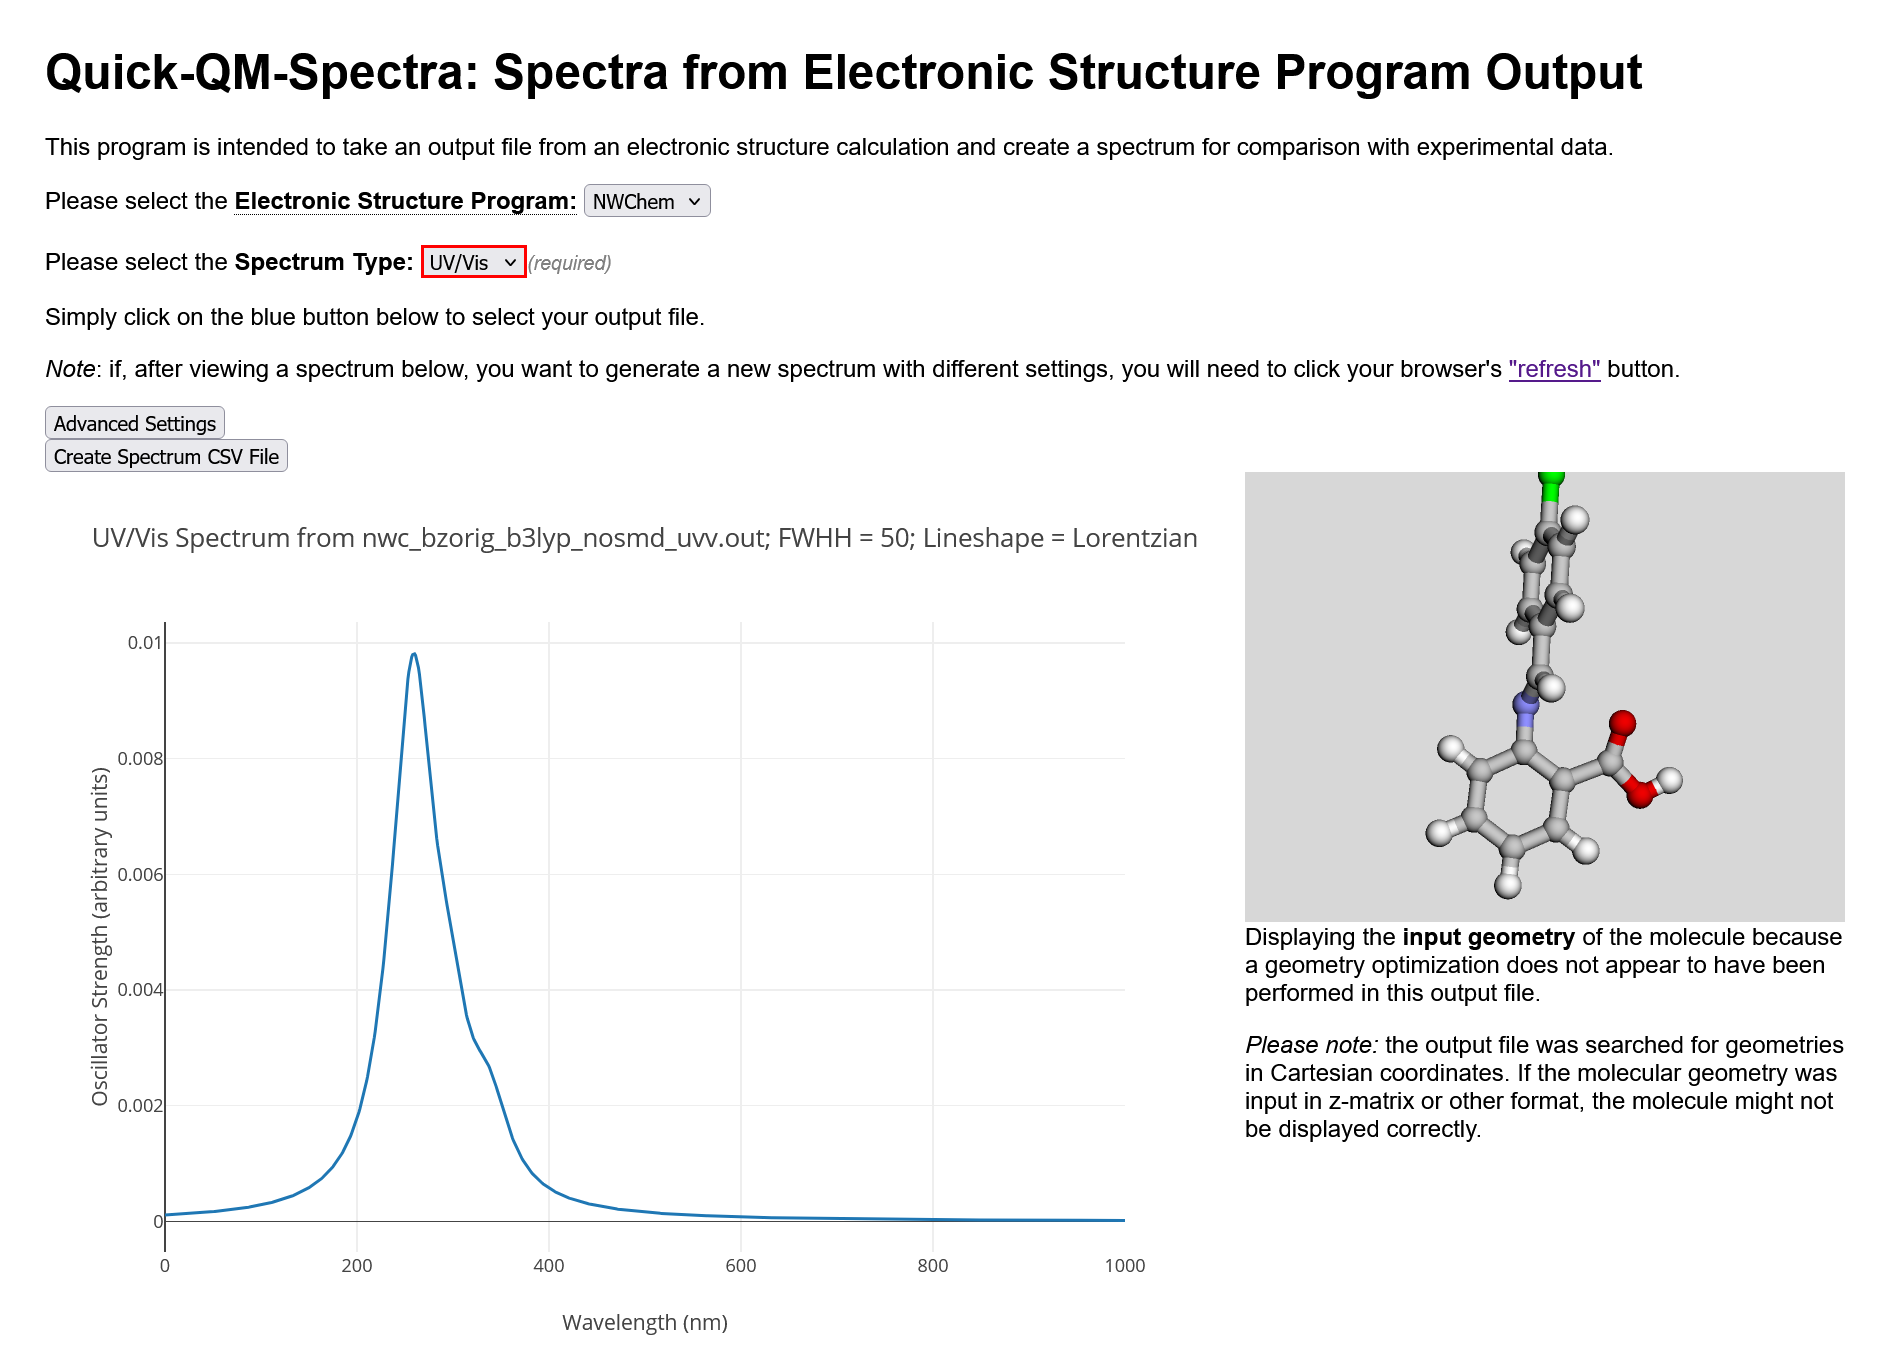 Quick-QM-Spectra: Spectra from Electronic Structure Program Output
This program is intended to take an output file from an electronic structure calculation and create a spectrum for comparison with experimental data.
Please select the Electronic Structure Program: NWChem
Please select the Spectrum Type: UV/Vis (required)
Simply click on the blue button below to select your output file.
Note: if, after viewing a spectrum below, you want to generate a new spectrum with different settings, you will need to click your browser's "refresh" button.
Advanced Settings
Create Spectrum CSV File
UV/Vis Spectrum from nwc_bzorig_b3lyp_nosmd_uvv.out; FWHH = 50; Lineshape = Lorentzian
Oscillator Strength (arbitrary units)
0.01
0.008
0.006
0.004
0.002
0
0 200 400 600 800 1000
Wavelength (nm)
Displaying the input geometry of the molecule because
a geometry optimization does not appear to have been
performed in this output file.
Please note: the output file was searched for geometries
in Cartesian coordinates. If the molecular geometry was
input in z-matrix or other format, the molecule might not
be displayed correctly.